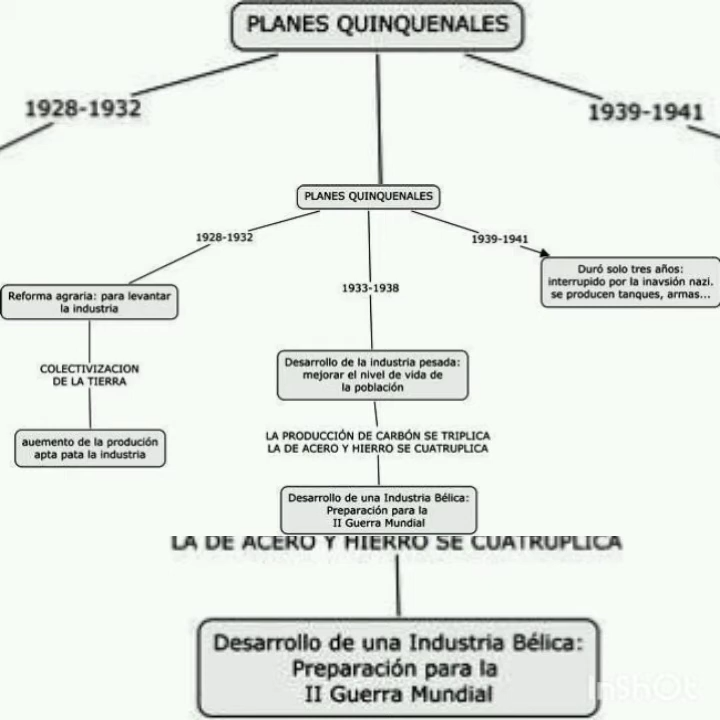 PLANES QUINQUENALES
1928-1932
1939-1941
PLANES QUINQUENALES
1928-1932
1939-1941
Duró solo tres años:
interrumpido por la inavsión nazi.
se producen tanques, armas...
1933-1938
Reforma agraria: para levantar
la industria
COLECTIVIZACION
DE LA TIERRA
auemento de la produción
apta pata la industria
Desarrollo de la industria pesada:
mejorar el nivel de vida de
la población
LA PRODUCCIÓN DE CARBÓN SE TRIPLICA
LA DE ACERO Y HIERRO SE CUATRUPLICA
Desarrollo de una Industria Bélica:
Preparación para la
II Guerra Mundial
LA DE ACERO Y HIERRO SE CUATRUPLICA
Desarrollo de una Industria Bélica:
Preparación para la
II Guerra Mundial
InShOt